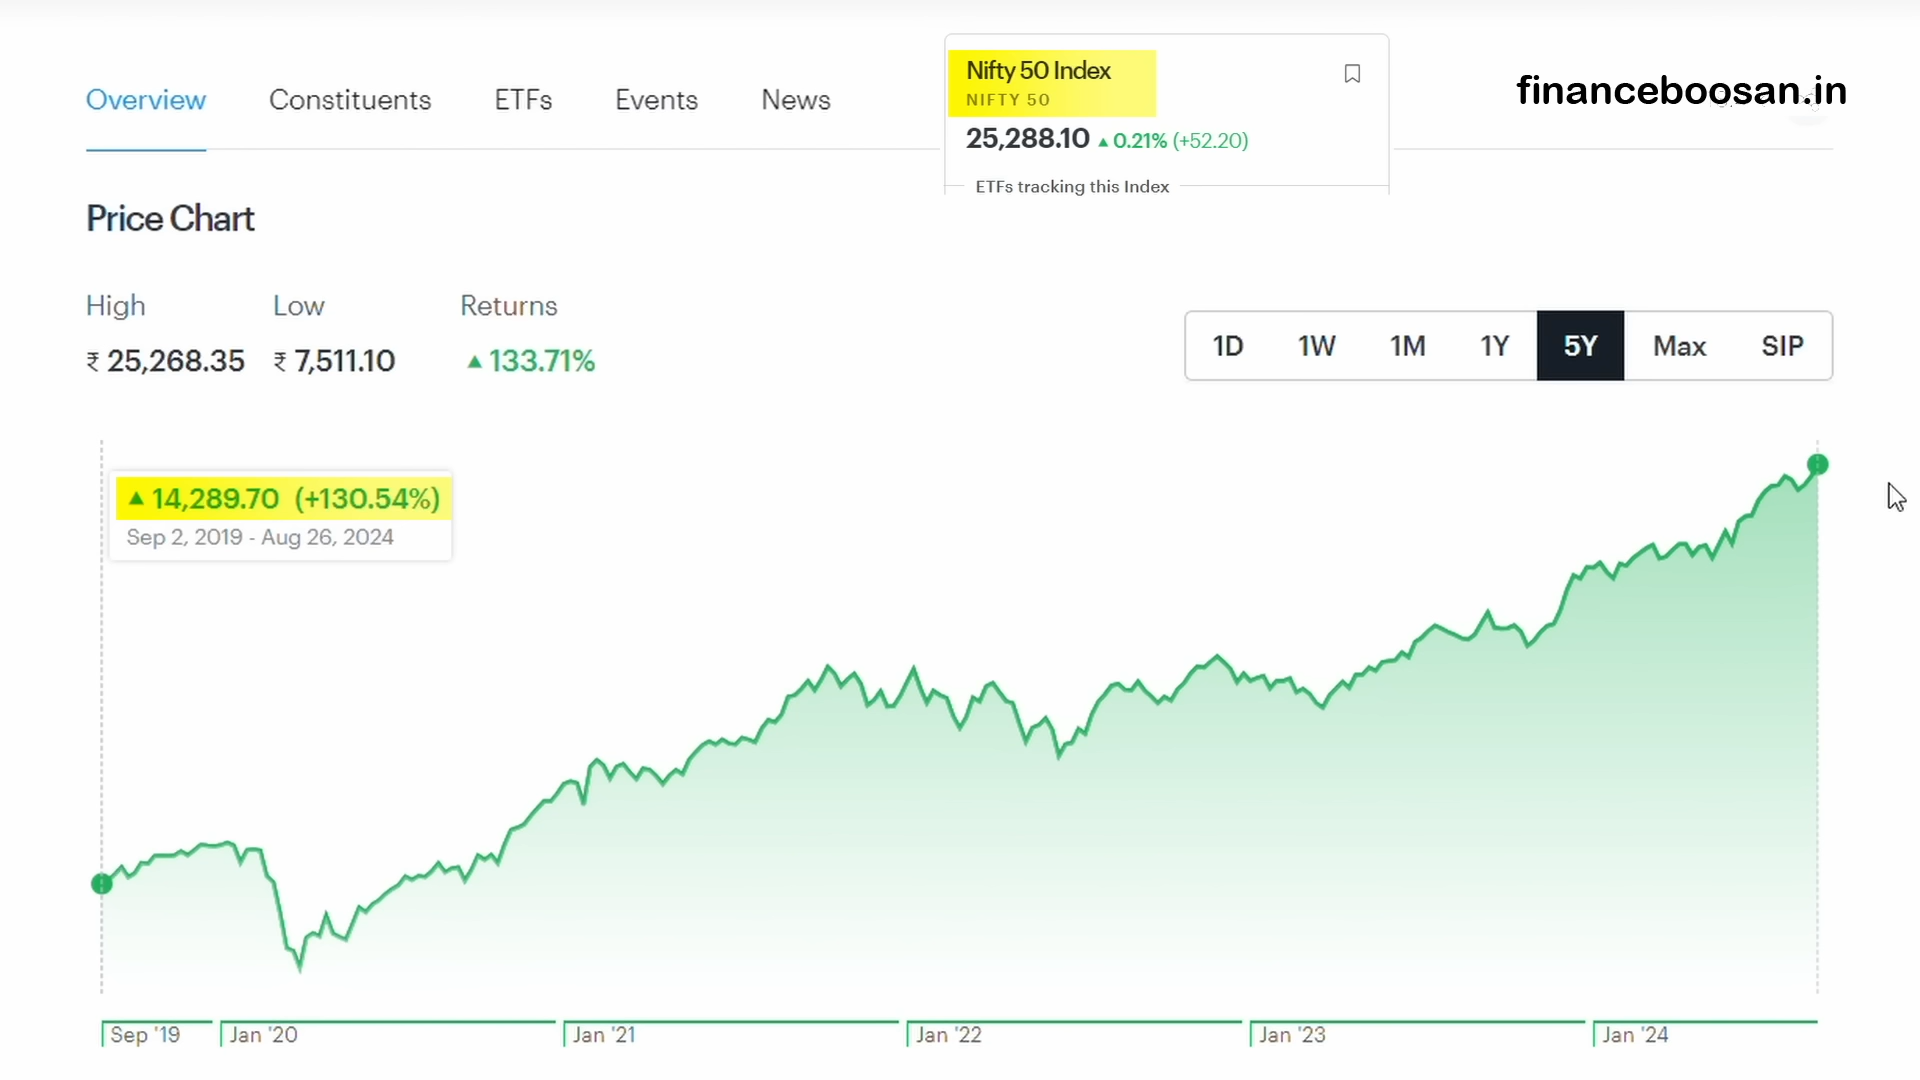 Overview Constituents ETFs Events News
Nifty 50 Index
NIFTY 50
25,288.10 ▲ 0.21% (+52.20)
ETFs tracking this Index
financeboosan.in
Price Chart
High Low Returns
₹ 25,268.35 ₹ 7,511.10 ▲ 133.71%
1D 1W 1M 1Y 5Y Max SIP
▲ 14,289.70 (+130.54%)
Sep 2, 2019 - Aug 26, 2024
Sep '19 Jan '20 Jan '21 Jan '22 Jan '23 Jan '24